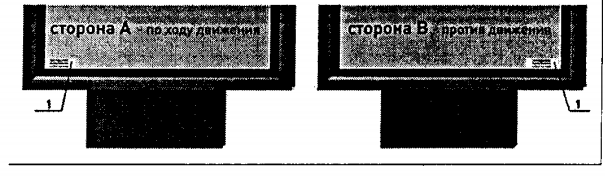 сторона А - по ходу движения
сторона В - против движения
1
1